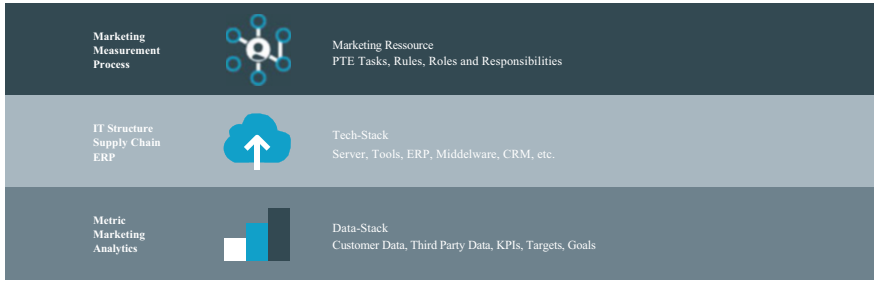 Marketing
Measurement
Process
Marketing Ressource
PTE Tasks, Rules, Roles and Responsibilities
IT Structure
Supply Chain
ERP
Tech-Stack
Server, Tools, ERP, Middelware, CRM, etc.
Metric
Marketing
Analytics
Data-Stack
Customer Data, Third Party Data, KPIs, Targets, Goals